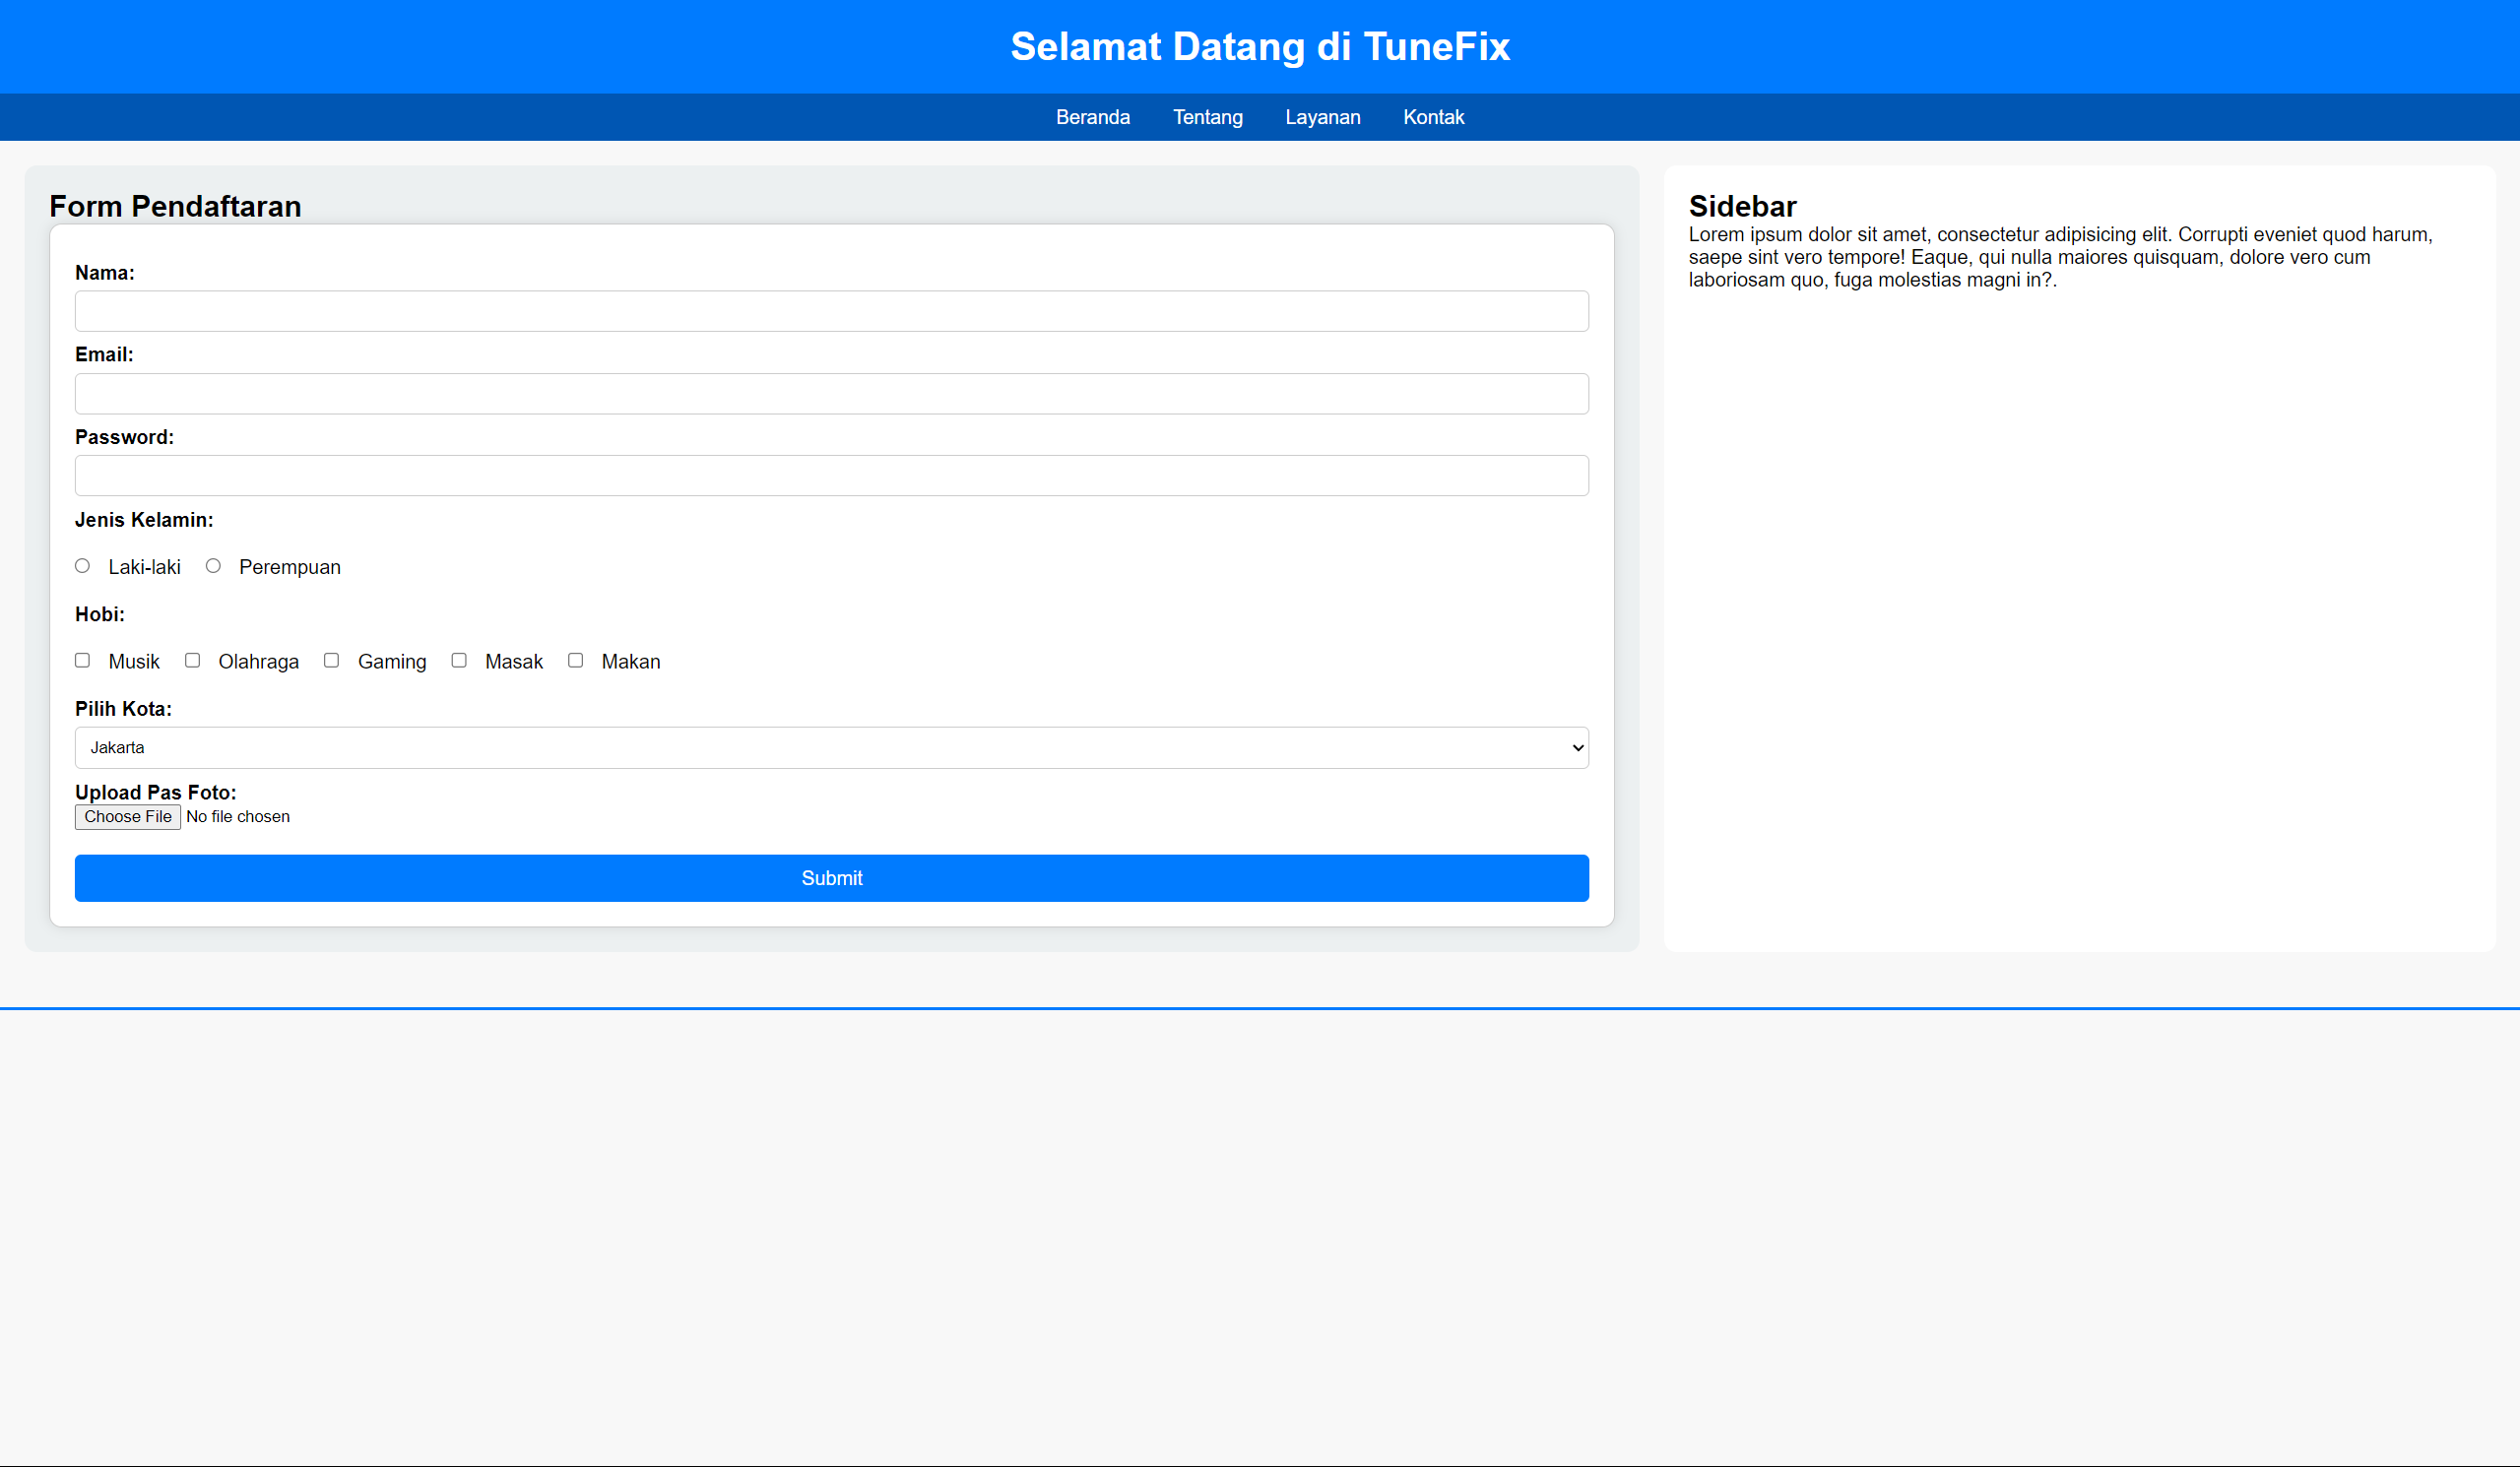 Selamat Datang di TuneFix
Beranda Tentang Layanan Kontak
Form Pendaftaran
Nama:
Email:
Password:
Jenis Kelamin:
Laki-laki Perempuan
Hobi:
Musik Olahraga Gaming Masak Makan
Pilih Kota:
Jakarta
Upload Pas Foto:
Choose File No file chosen
Submit
Sidebar
Lorem ipsum dolor sit amet, consectetur adipisicing elit. Corrupti eveniet quod harum,
saepe sint vero tempore! Eaque, qui nulla maiores quisquam, dolore vero cum
laboriosam quo, fuga molestias magni in?.